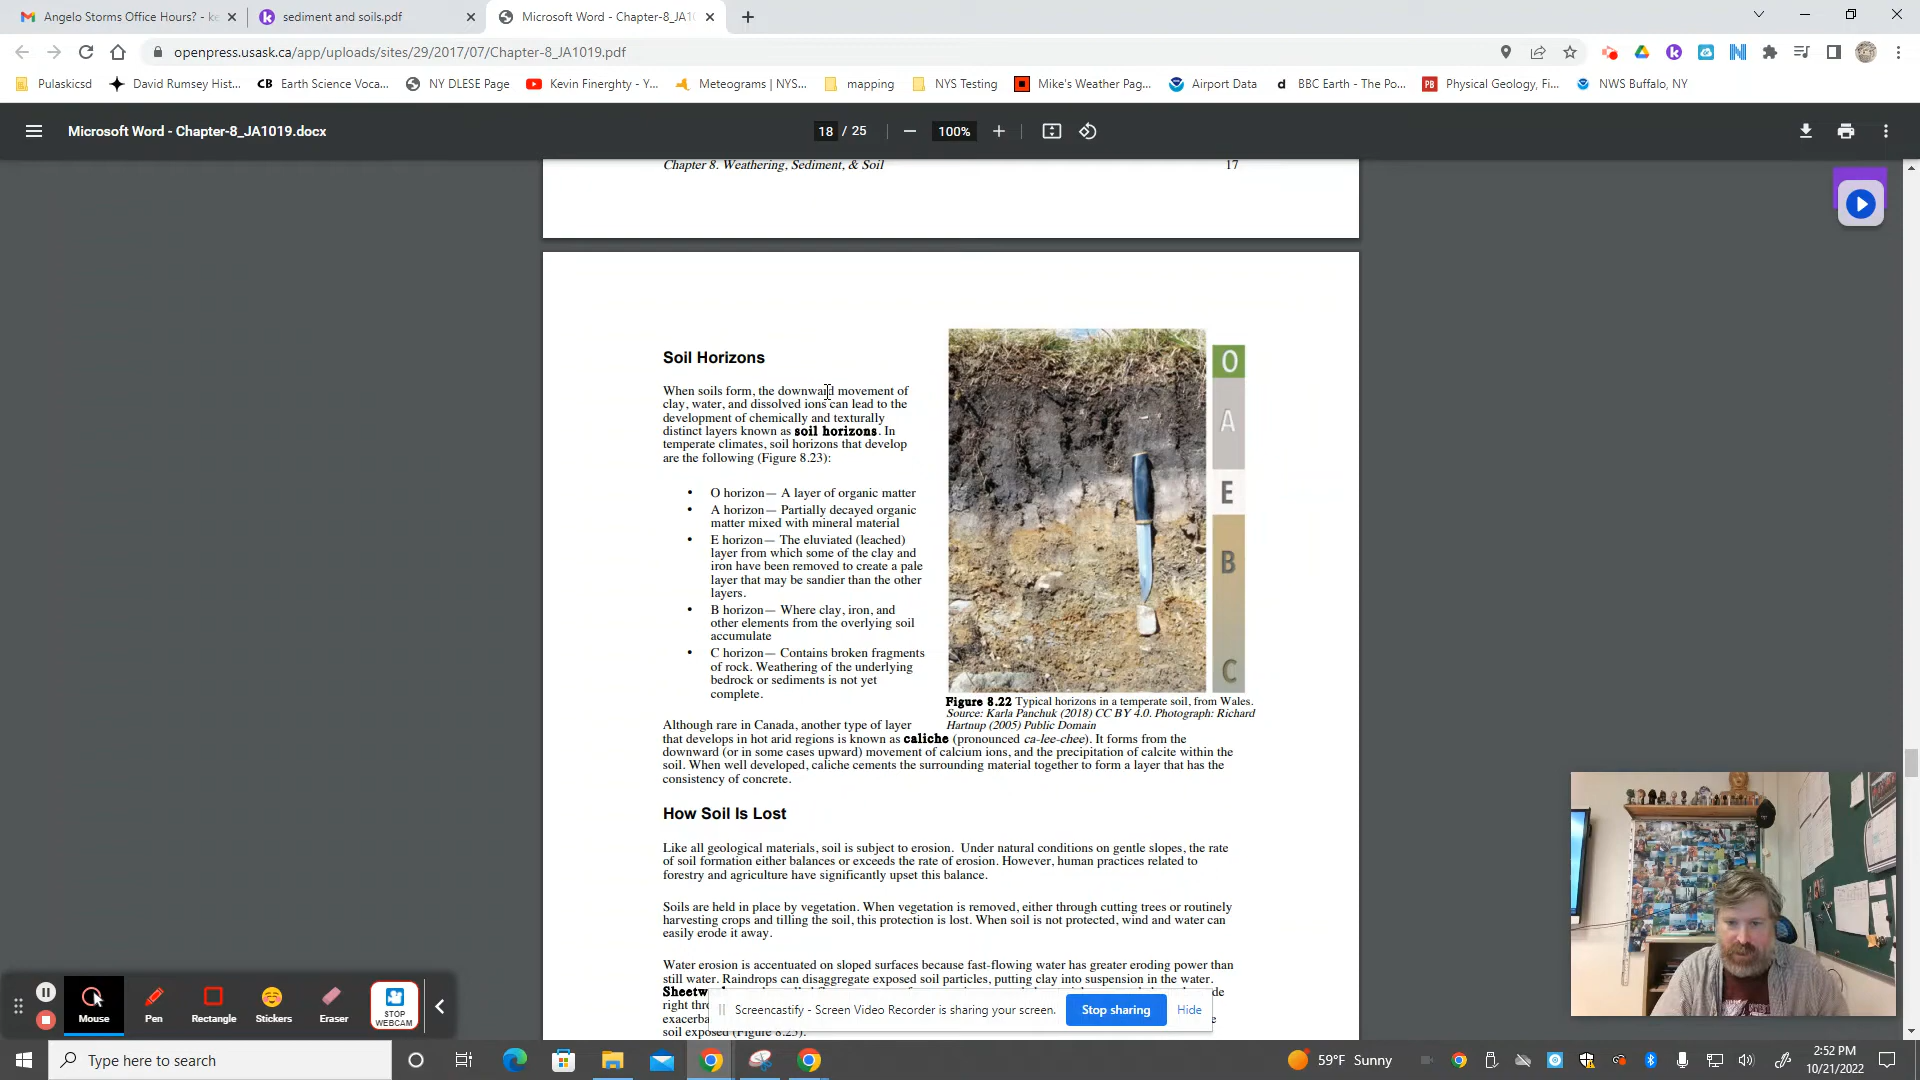 Angelo Storms Office Hours? - ke
sediment and soils.pdf
Microsoft Word - Chapter-8_JA10
openpress.usask.ca/app/uploads/sites/29/2017/07/Chapter-8_JA1019.pdf
Pulaskicsd
David Rumsey Hist...
CB Earth Science Voca...
NY DLESE Page
Kevin Finerghty - Y...
Meteograms | NYS...
mapping
NYS Testing
Mike's Weather Pag...
Airport Data
d BBC Earth - The Po...
PB Physical Geology, Fi...
NWS Buffalo, NY
Microsoft Word - Chapter-8_JA1019.docx
18 / 25
100%
Chapter 8. Weathering, Sediment, & Soil 17
Soil Horizons
When soils form, the downward movement of
clay, water, and dissolved ions can lead to the
development of chemically and texturally
distinct layers known as soil horizons. In
temperate climates, soil horizons that develop
are the following (Figure 8.23):
• O horizon— A layer of organic matter
• A horizon— Partially decayed organic
matter mixed with mineral material
• E horizon— The eluviated (leached)
layer from which some of the clay and
iron have been removed to create a pale
layer that may be sandier than the other
layers.
• B horizon— Where clay, iron, and
other elements from the overlying soil
accumulate
• C horizon— Contains broken fragments
of rock. Weathering of the underlying
bedrock or sediments is not yet
complete.
O
A
E
B
C
Figure 8.22 Typical horizons in a temperate soil, from Wales.
Source: Karla Panchuk (2018) CC BY 4.0. Photograph: Richard
Hartnup (2005) Public Domain
Although rare in Canada, another type of layer
that develops in hot arid regions is known as caliche (pronounced ca-lee-chee). It forms from the
downward (or in some cases upward) movement of calcium ions, and the precipitation of calcite within the
soil. When well developed, caliche cements the surrounding material together to form a layer that has the
consistency of concrete.
How Soil Is Lost
Like all geological materials, soil is subject to erosion. Under natural conditions on gentle slopes, the rate
of soil formation either balances or exceeds the rate of erosion. However, human practices related to
forestry and agriculture have significantly upset this balance.
Soils are held in place by vegetation. When vegetation is removed, either through cutting trees or routinely
harvesting crops and tilling the soil, this protection is lost. When soil is not protected, wind and water can
easily erode it away.
Water erosion is accentuated on sloped surfaces because fast-flowing water has greater eroding power than
still water. Raindrops can disaggregate exposed soil particles, putting clay into suspension in the water.
right
soil exposed (Figure 8.25).
Mouse
Pen
Rectangle
Stickers
Eraser
STOP
WEBCAM
Screencastify - Screen Video Recorder is sharing your screen.
Stop sharing
Hide
Type here to search
59°F Sunny
2:52 PM
10/21/2022